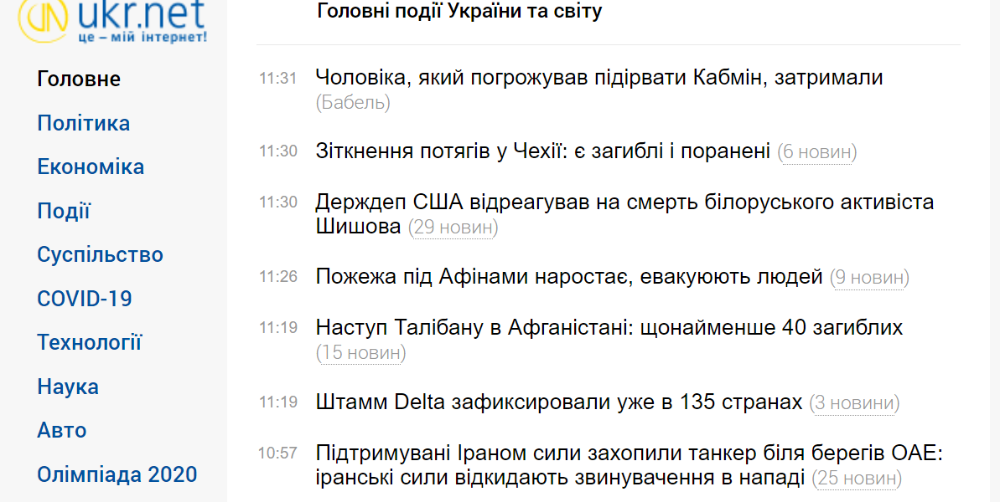 ukr.net
це – мій інтернет!
Головне
Політика
Економіка
Події
Суспільство
COVID-19
Технології
Наука
Авто
Олімпіада 2020
Головні події України та світу
11:31 Чоловіка, який погрожував підірвати Кабмін, затримали
(Бабель)
11:30 Зіткнення потягів у Чехії: є загиблі і поранені (6 новин)
11:30 Держдеп США відреагував на смерть білоруського активіста
Шишова (29 новин)
11:26 Пожежа під Афінами наростає, евакуюють людей (9 новин)
11:19 Наступ Талібану в Афганістані: щонайменше 40 загиблих
(15 новин)
11:19 Штамм Delta зафиксировали уже в 135 странах (3 новини)
10:57 Підтримувані Іраном сили захопили танкер біля берегів ОАЕ:
іранські сили відкидають звинувачення в нападі (25 новин)